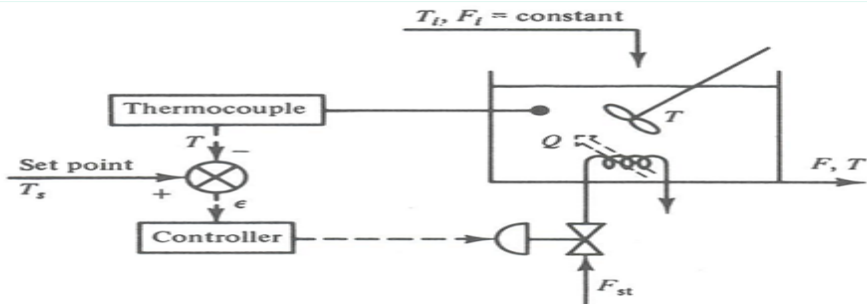 T_i, F_i = constant
Thermocouple
T
−
T
Q
Set point
T_s
+
ϵ
F, T
Controller
F_st